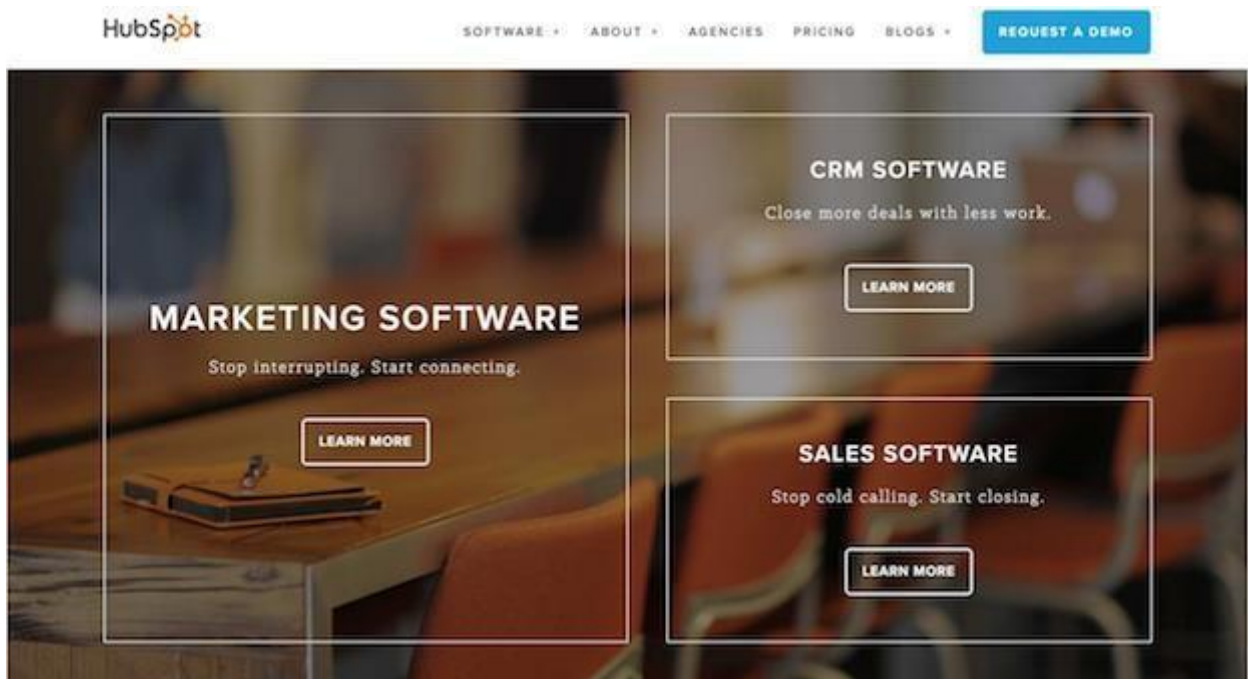 HubSpot
SOFTWARE + ABOUT + AGENCIES PRICING BLOGS + REQUEST A DEMO
MARKETING SOFTWARE
Stop interrupting. Start connecting.
LEARN MORE
CRM SOFTWARE
Close more deals with less work.
LEARN MORE
SALES SOFTWARE
Stop cold calling. Start closing.
LEARN MORE